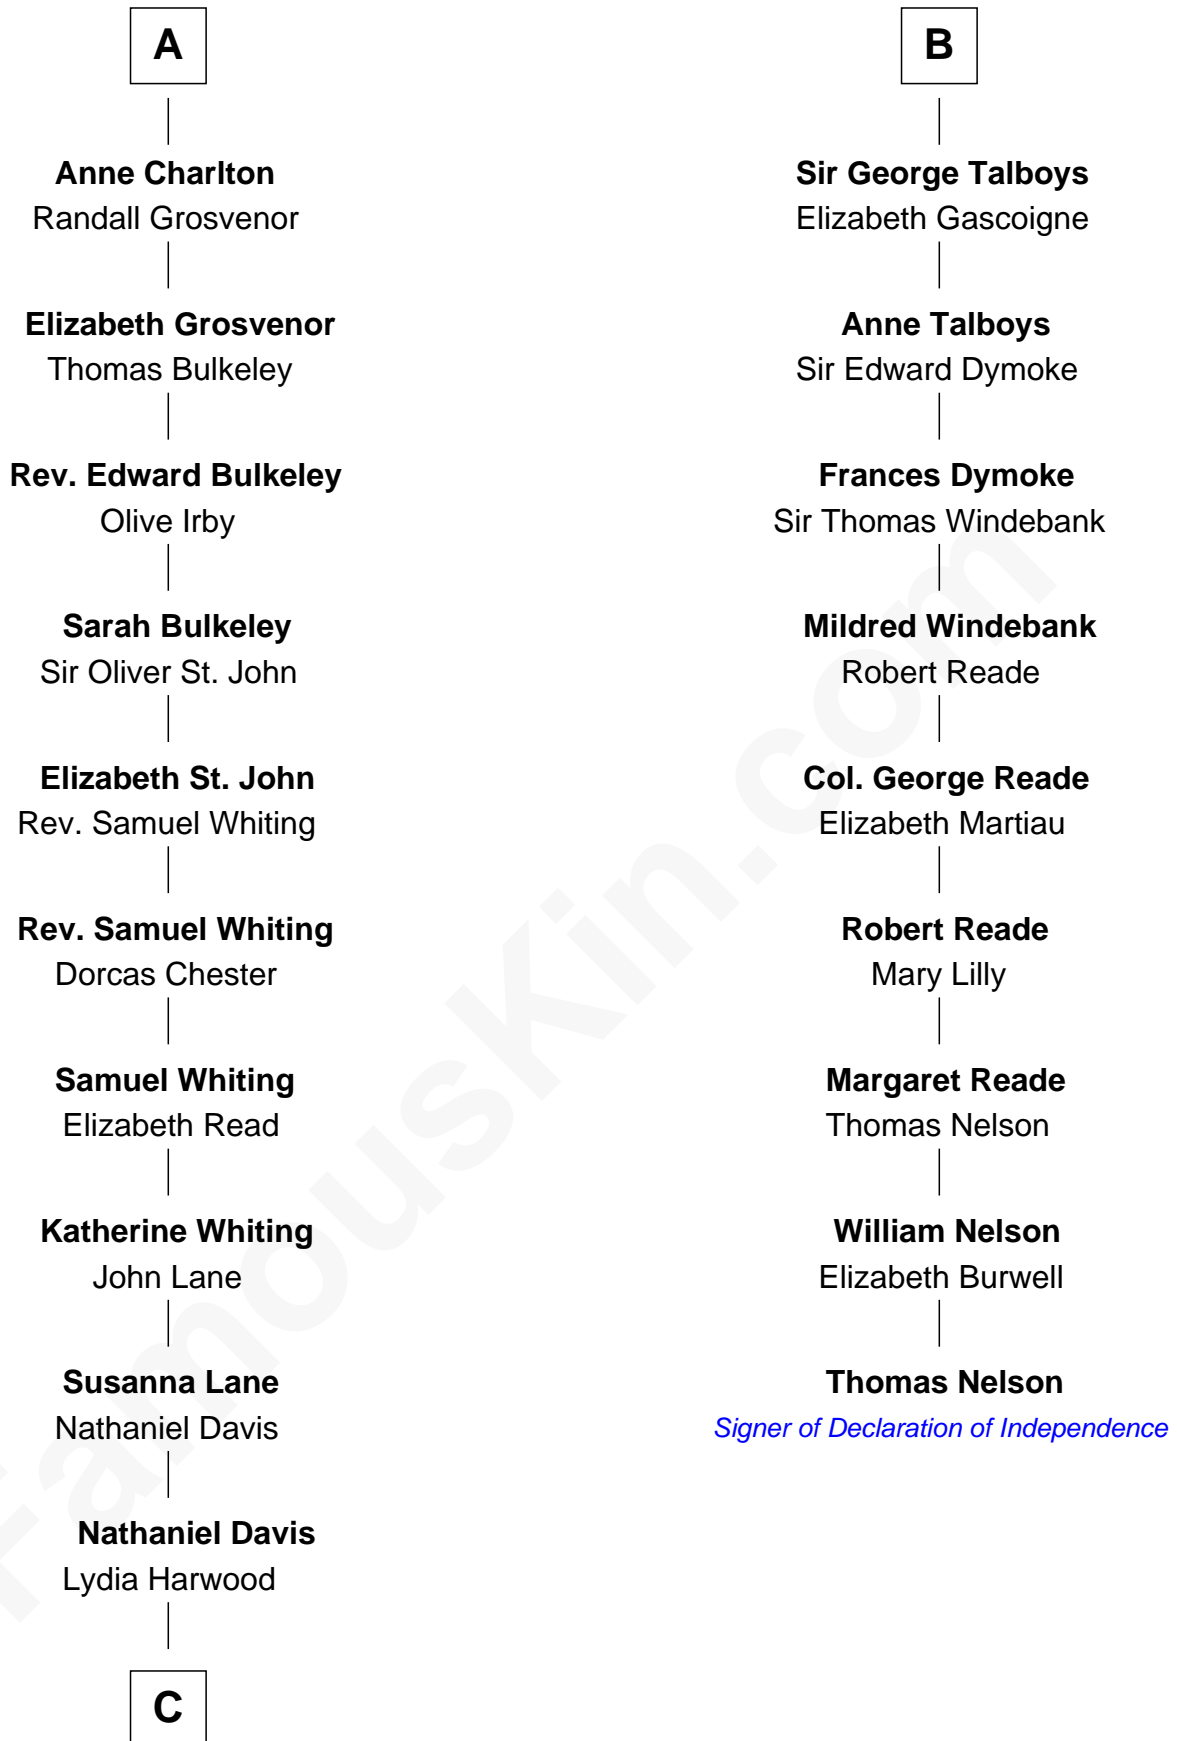 A
Anne Charlton
Randall Grosvenor
Elizabeth Grosvenor
Thomas Bulkeley
Rev. Edward Bulkeley
Olive Irby
Sarah Bulkeley
Sir Oliver St. John
Elizabeth St. John
Rev. Samuel Whiting
Rev. Samuel Whiting
Dorcas Chester
Samuel Whiting
Elizabeth Read
Katherine Whiting
John Lane
Susanna Lane
Nathaniel Davis
Nathaniel Davis
Lydia Harwood
C
B
Sir George Talboys
Elizabeth Gascoigne
Anne Talboys
Sir Edward Dymoke
Frances Dymoke
Sir Thomas Windebank
Mildred Windebank
Robert Reade
Col. George Reade
Elizabeth Martiau
Robert Reade
Mary Lilly
Margaret Reade
Thomas Nelson
William Nelson
Elizabeth Burwell
Thomas Nelson
Signer of Declaration of Independence
FamousKin.com